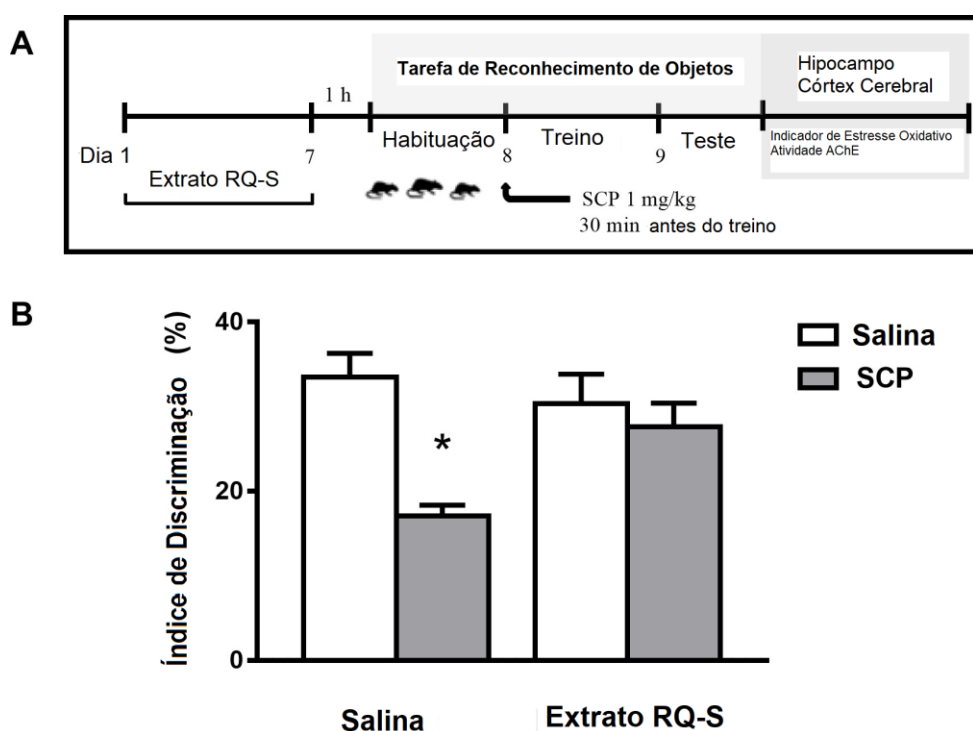 A
Tarefa de Reconhecimento de Objetos
Hipocampo
Córtex Cerebral
1 h
Dia 1
7
Habituação
8
Treino
9
Teste
Indicador de Estresse Oxidativo
Atividade AChE
Extrato RQ-S
SCP 1 mg/kg
30 min antes do treino
B
Índice de Discriminação (%)
40
20
0
*
Salina
SCP
Salina
Extrato RQ-S